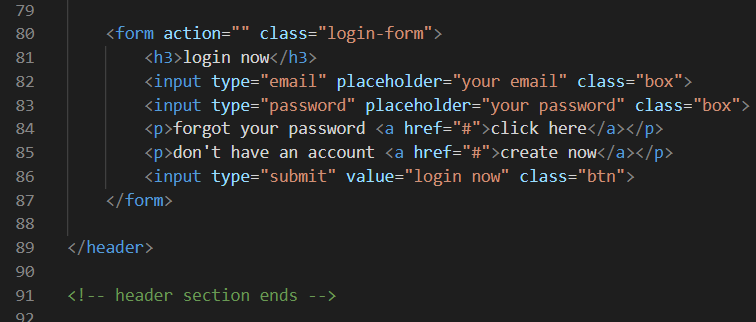 79
80 <form action="" class="login-form">
81 <h3>login now</h3>
82 <input type="email" placeholder="your email" class="box">
83 <input type="password" placeholder="your password" class="box">
84 <p>forgot your password <a href="#">click here</a></p>
85 <p>don't have an account <a href="#">create now</a></p>
86 <input type="submit" value="login now" class="btn">
87 </form>
88
89 </header>
90
91 <!-- header section ends -->
92